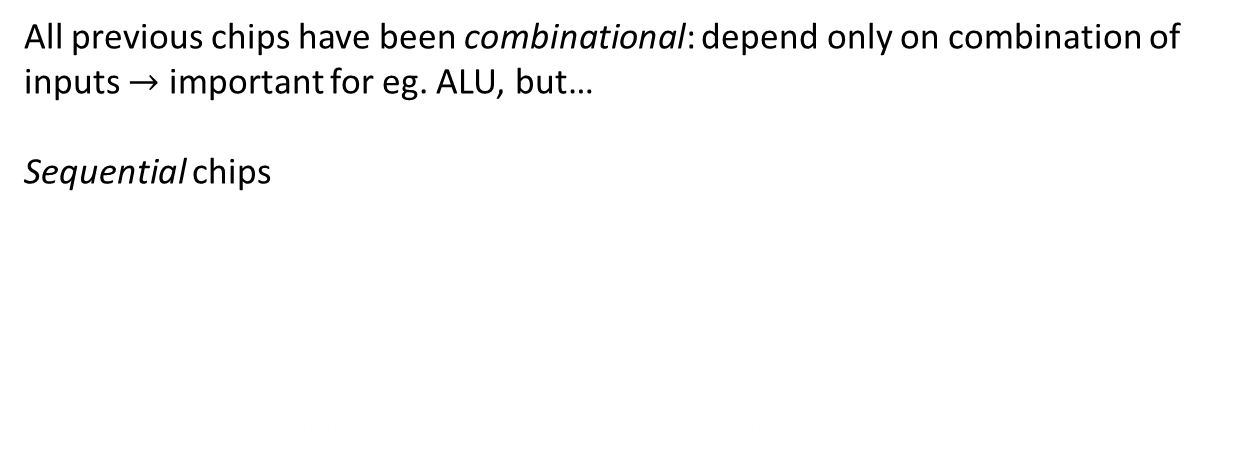 All previous chips have been combinational: depend only on combination of
inputs → important for eg. ALU, but…
Sequential chips